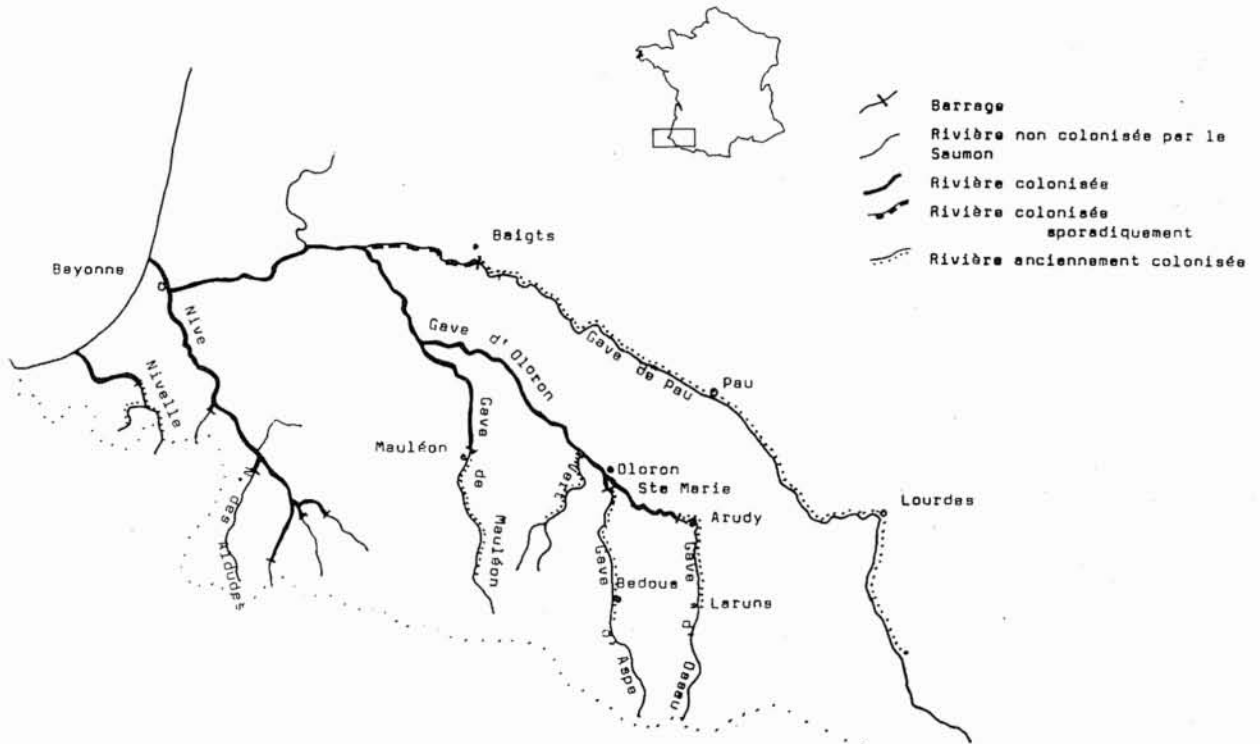 Barrage
Rivière non colonisée par le
Saumon
Rivière colonisée
Rivière colonisée
sporadiquement
Rivière anciennement colonisée
Baigts
Bayonne
Nive
Nivelle
Gave d'Oloron
Gave de Pau
Pau
Mauléon
Gave de Mauléon
Vert
Oloron
Ste Marie
Arudy
Lourdes
N des Aldudes
Gave d'Aspe
Bedous
Gave d'Ossau
Laruns